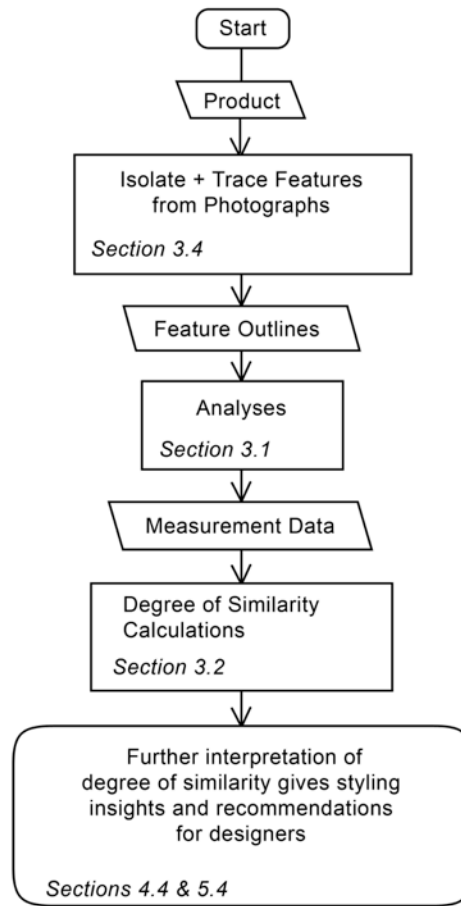 Start
Product
Isolate + Trace Features
from Photographs
Section 3.4
Feature Outlines
Analyses
Section 3.1
Measurement Data
Degree of Similarity
Calculations
Section 3.2
Further interpretation of
degree of similarity gives styling
insights and recommendations
for designers
Sections 4.4 & 5.4